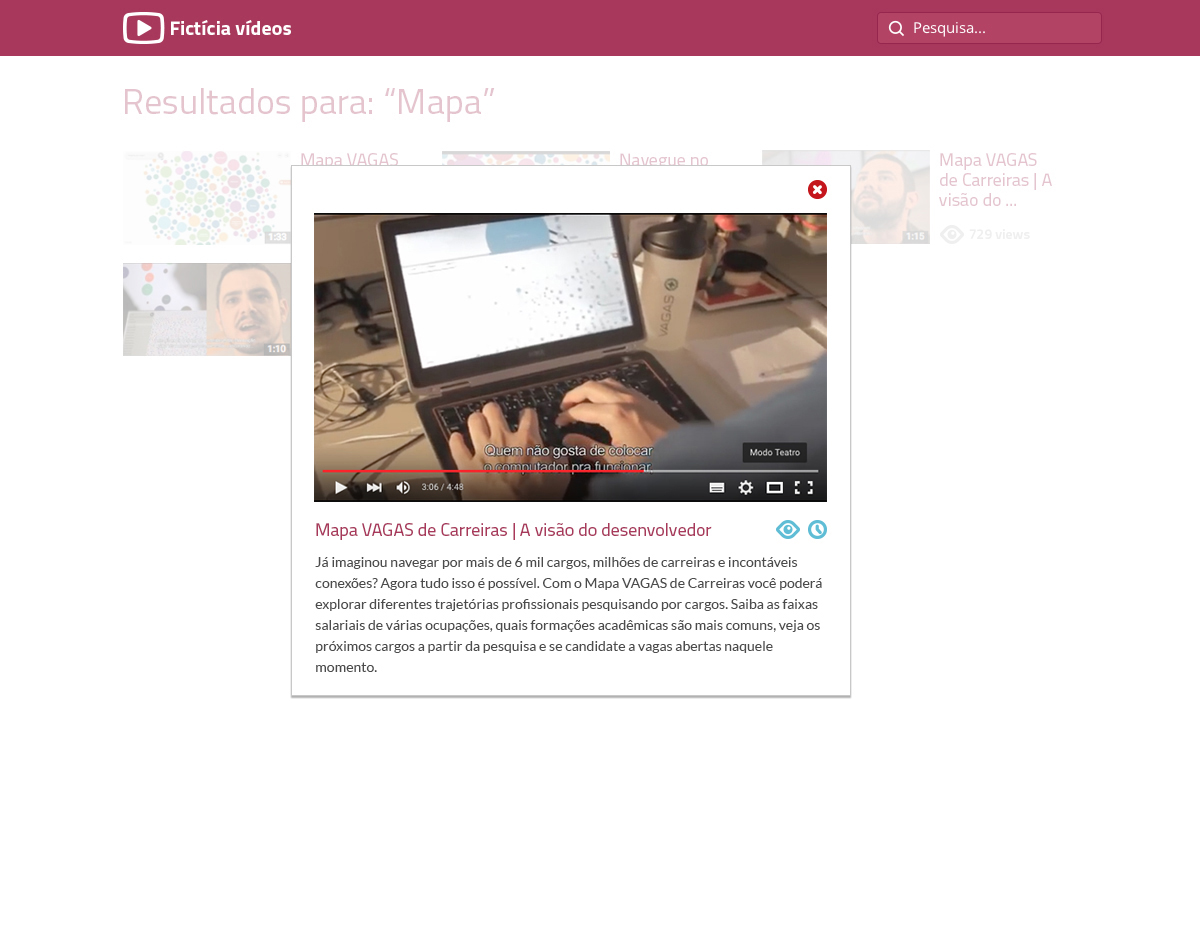 Fictícia vídeos
Pesquisa...
Resultados para: “Mapa”
Mapa VAGAS
1:33
Navegue no
Mapa VAGAS
de Carreiras | A
visão do ...
1:15
729 views
1:10
VAGAS
Quem não gosta de colocar
o computador pra funcionar
Modo Teatro
3:06 / 4:48
Mapa VAGAS de Carreiras | A visão do desenvolvedor
Já imaginou navegar por mais de 6 mil cargos, milhões de carreiras e incontáveis
conexões? Agora tudo isso é possível. Com o Mapa VAGAS de Carreiras você poderá
explorar diferentes trajetórias profissionais pesquisando por cargos. Saiba as faixas
salariais de várias ocupações, quais formações acadêmicas são mais comuns, veja os
próximos cargos a partir da pesquisa e se candidate a vagas abertas naquele
momento.